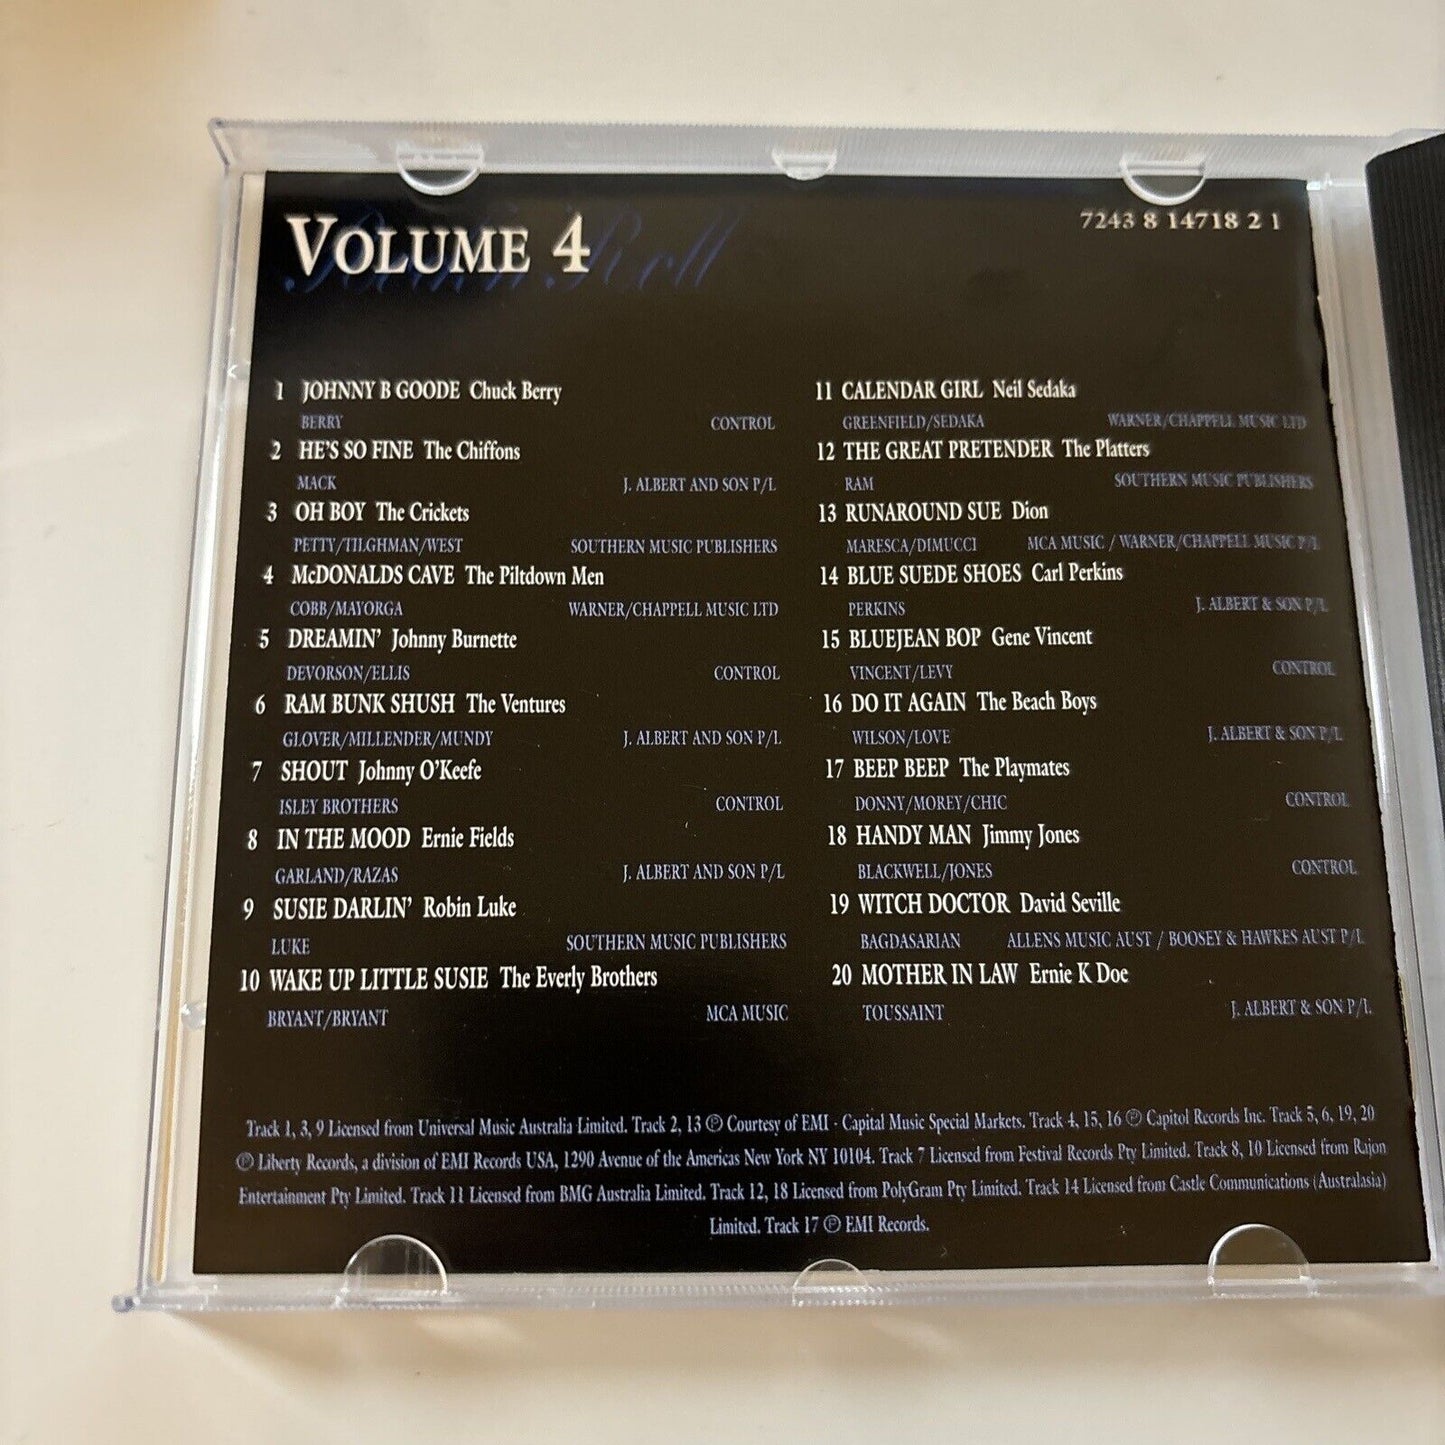 VOLUME 4
Rock'n'Roll
7243 8 14718 2 1
1 JOHNNY B GOODE Chuck Berry
BERRY CONTROL
2 HE'S SO FINE The Chiffons
MACK J. ALBERT AND SON P/L
3 OH BOY The Crickets
PETTY/TILGHMAN/WEST SOUTHERN MUSIC PUBLISHERS
4 McDONALDS CAVE The Piltdown Men
COBB/MAYORGA WARNER/CHAPPELL MUSIC LTD
5 DREAMIN' Johnny Burnette
DEVORSON/ELLIS CONTROL
6 RAM BUNK SHUSH The Ventures
GLOVER/MILLENDER/MUNDY J. ALBERT AND SON P/L
7 SHOUT Johnny O'Keefe
ISLEY BROTHERS CONTROL
8 IN THE MOOD Ernie Fields
GARLAND/RAZAS J. ALBERT AND SON P/L
9 SUSIE DARLIN' Robin Luke
LUKE SOUTHERN MUSIC PUBLISHERS
10 WAKE UP LITTLE SUSIE The Everly Brothers
BRYANT/BRYANT MCA MUSIC
11 CALENDAR GIRL Neil Sedaka
GREENFIELD/SEDAKA WARNER/CHAPPELL MUSIC LTD
12 THE GREAT PRETENDER The Platters
RAM SOUTHERN MUSIC PUBLISHERS
13 RUNAROUND SUE Dion
MARESCA/DIMUCCI MCA MUSIC / WARNER/CHAPPELL MUSIC P/L
14 BLUE SUEDE SHOES Carl Perkins
PERKINS J. ALBERT & SON P/L
15 BLUEJEAN BOP Gene Vincent
VINCENT/LEVY CONTROL
16 DO IT AGAIN The Beach Boys
WILSON/LOVE J. ALBERT & SON P/L
17 BEEP BEEP The Playmates
DONNY/MOREY/CHIC CONTROL
18 HANDY MAN Jimmy Jones
BLACKWELL/JONES CONTROL
19 WITCH DOCTOR David Seville
BAGDASARIAN ALLENS MUSIC AUST / BOOSEY & HAWKES AUST P/L
20 MOTHER IN LAW Ernie K Doe
TOUSSAINT J. ALBERT & SON P/L
Track 1, 3, 9 Licensed from Universal Music Australia Limited. Track 2, 13 ℗ Courtesy of EMI - Capital Music Special Markets. Track 4, 15, 16 ℗ Capitol Records Inc. Track 5, 6, 19, 20
℗ Liberty Records, a division of EMI Records USA, 1290 Avenue of the Americas New York NY 10104. Track 7 Licensed from Festival Records Pty Limited. Track 8, 10 Licensed from Rajon
Entertainment Pty Limited. Track 11 Licensed from BMG Australia Limited. Track 12, 18 Licensed from PolyGram Pty Limited. Track 14 Licensed from Castle Communications (Australasia)
Limited. Track 17 ℗ EMI Records.